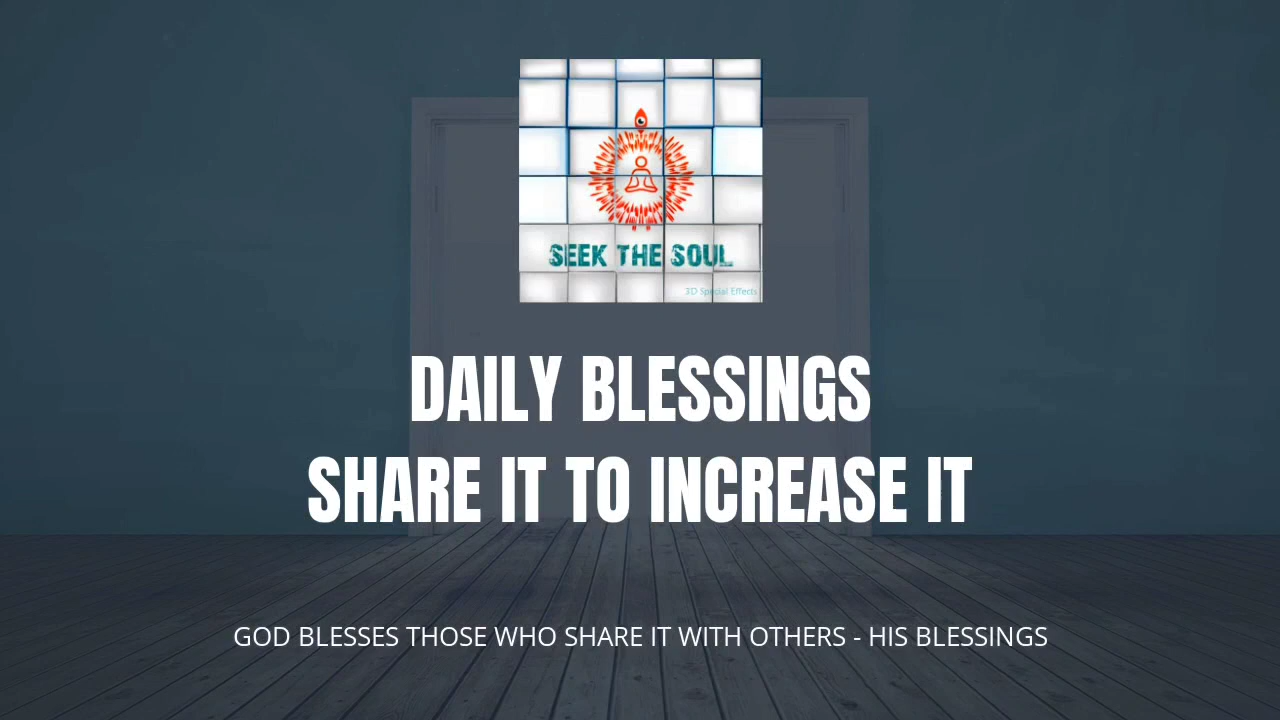 SEEK THE SOUL
3D Special Effects
DAILY BLESSINGS
SHARE IT TO INCREASE IT
GOD BLESSES THOSE WHO SHARE IT WITH OTHERS - HIS BLESSINGS